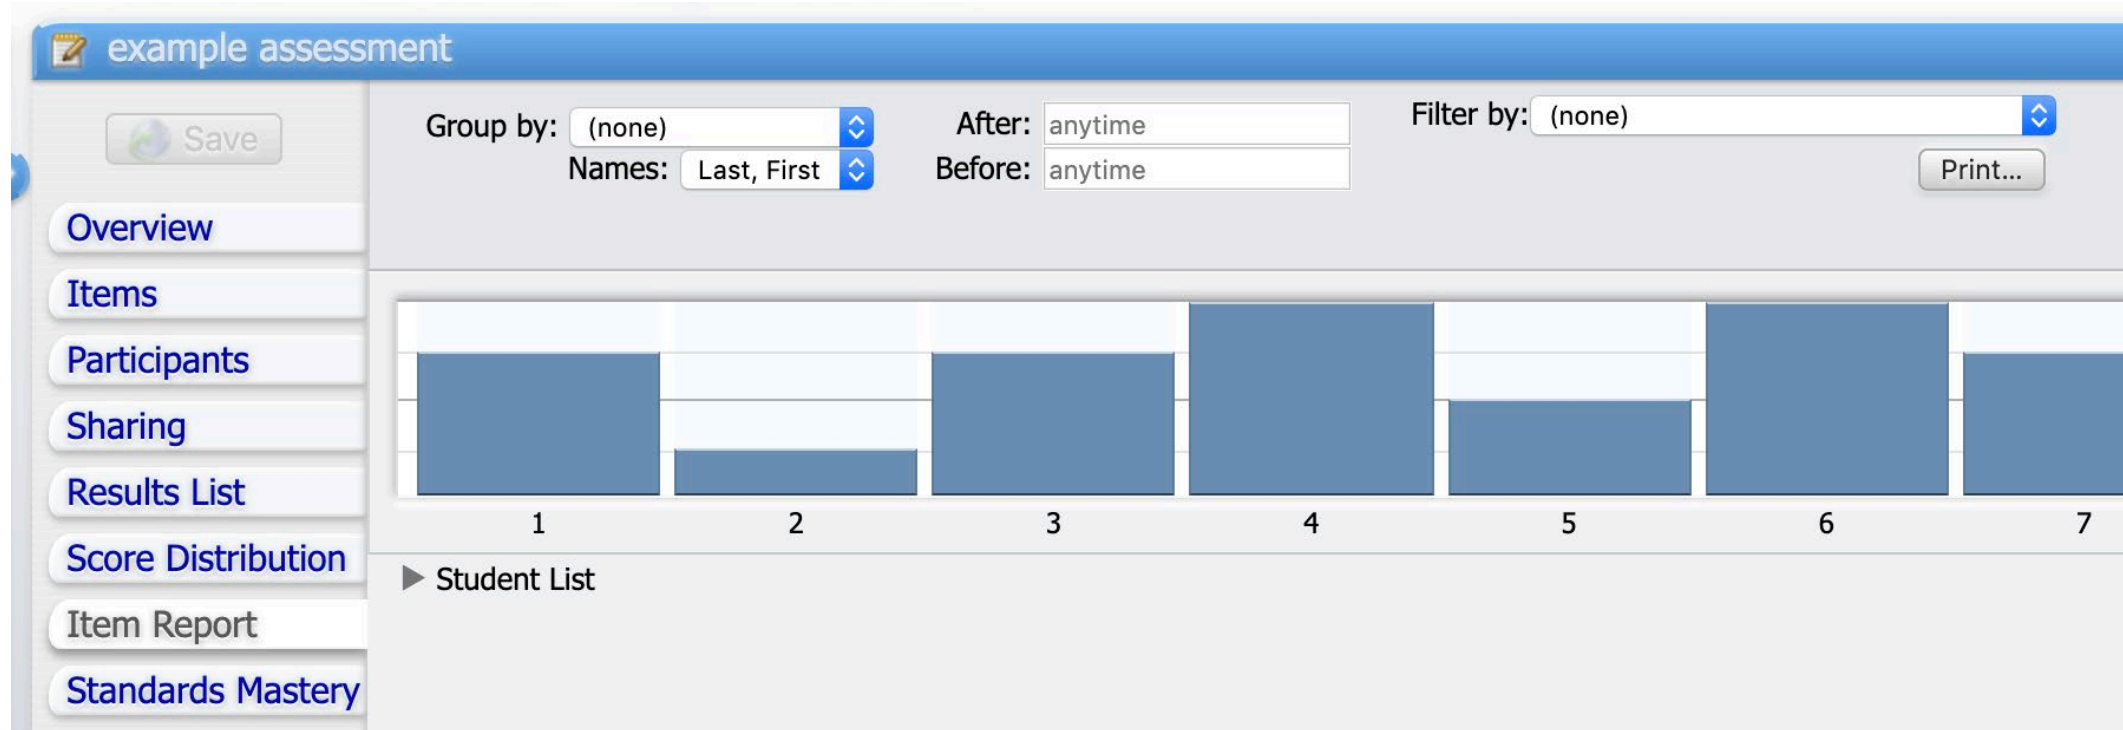 example assessment
Save
Group by: (none)
Names: Last, First
After: anytime
Before: anytime
Filter by: (none)
Print...
Overview
Items
Participants
Sharing
Results List
Score Distribution
Item Report
Standards Mastery
1 2 3 4 5 6 7
Student List